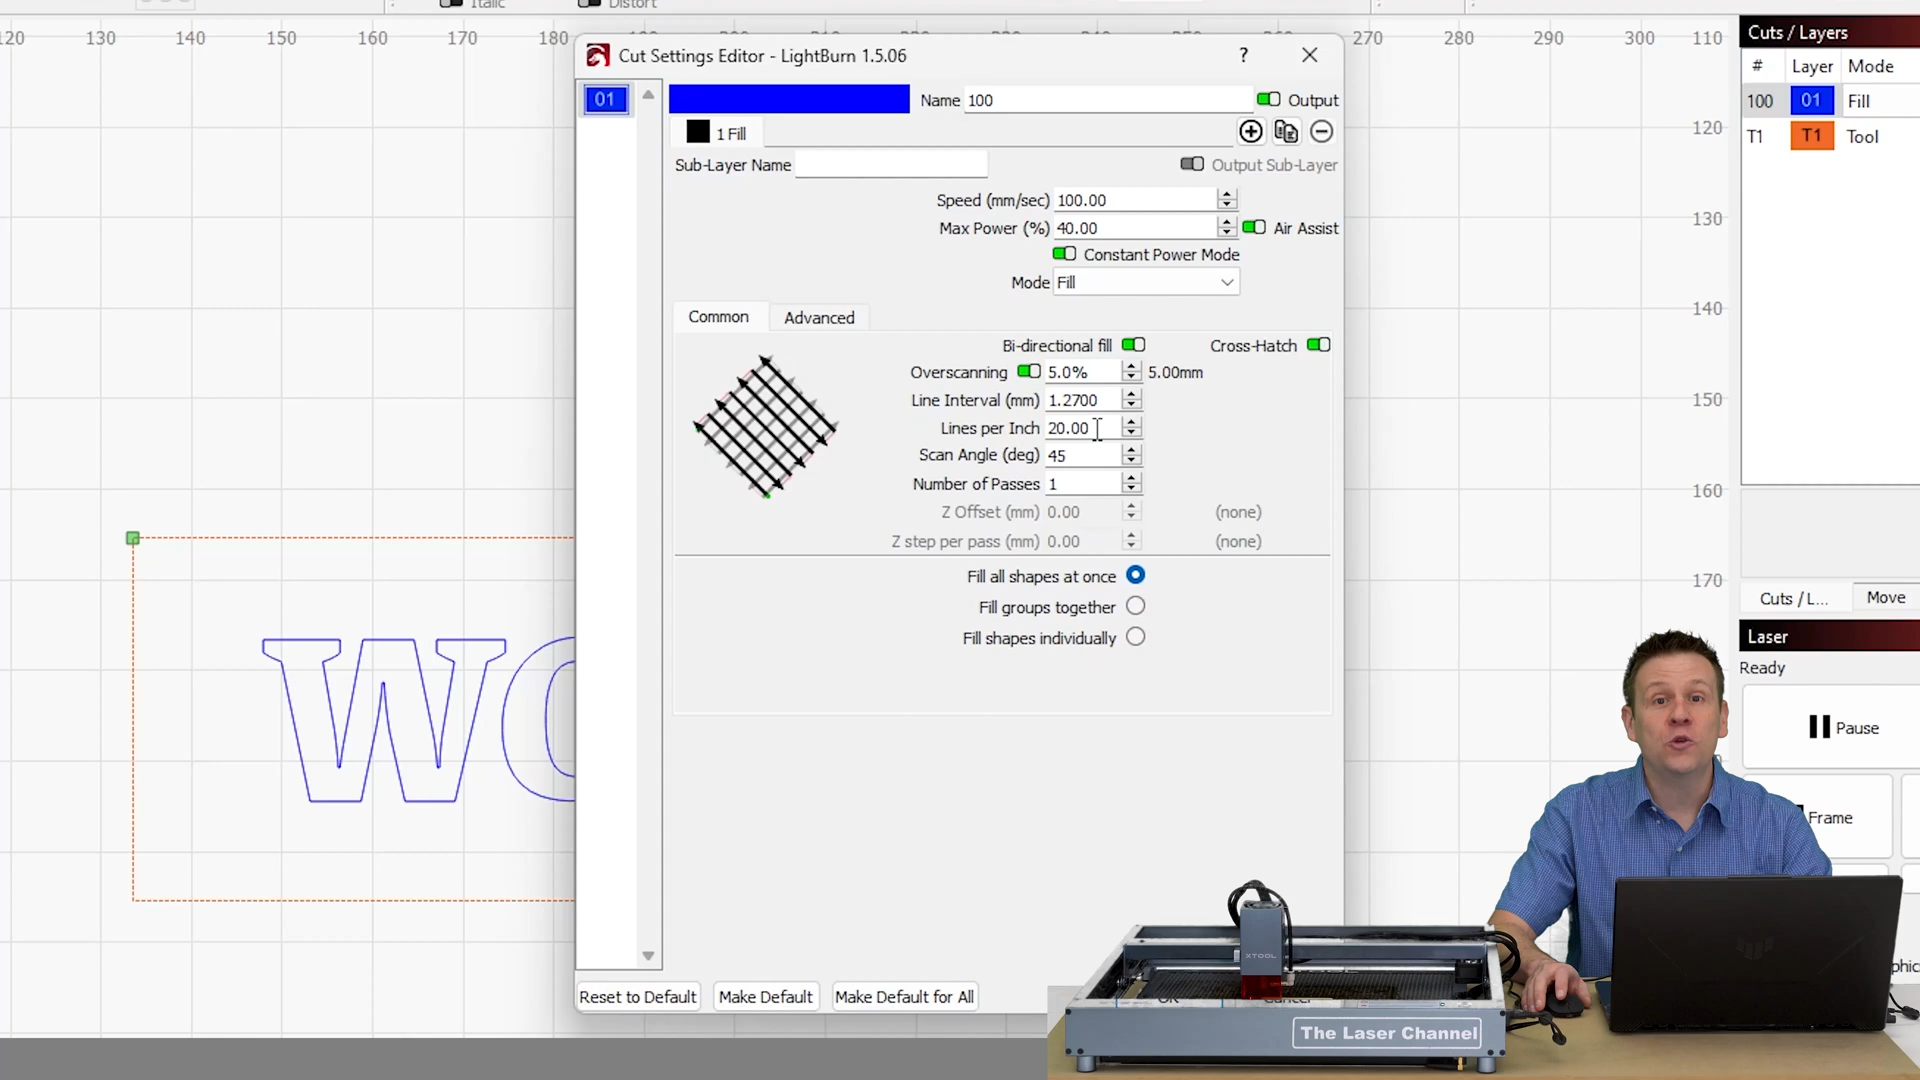 Italic
Distort
120 130 140 150 160 170 180 270 280 290 300 110
Cut Settings Editor - LightBurn 1.5.06
?
01
Name 100
Output
1 Fill
Sub-Layer Name
Output Sub-Layer
Speed (mm/sec) 100.00
Max Power (%) 40.00
Air Assist
Constant Power Mode
Mode Fill
Common
Advanced
Bi-directional fill
Cross-Hatch
Overscanning 5.0% 5.00mm
Line Interval (mm) 1.2700
Lines per Inch 20.00
Scan Angle (deg) 45
Number of Passes 1
Z Offset (mm) 0.00 (none)
Z step per pass (mm) 0.00 (none)
Fill all shapes at once
Fill groups together
Fill shapes individually
Reset to Default
Make Default
Make Default for All
WO
120
130
140
150
160
170
Cuts / Layers
# Layer Mode
100 01 Fill
T1 T1 Tool
Cuts / L...
Move
Laser
Ready
Pause
Frame
XTOOL
OK
Cancel
The Laser Channel